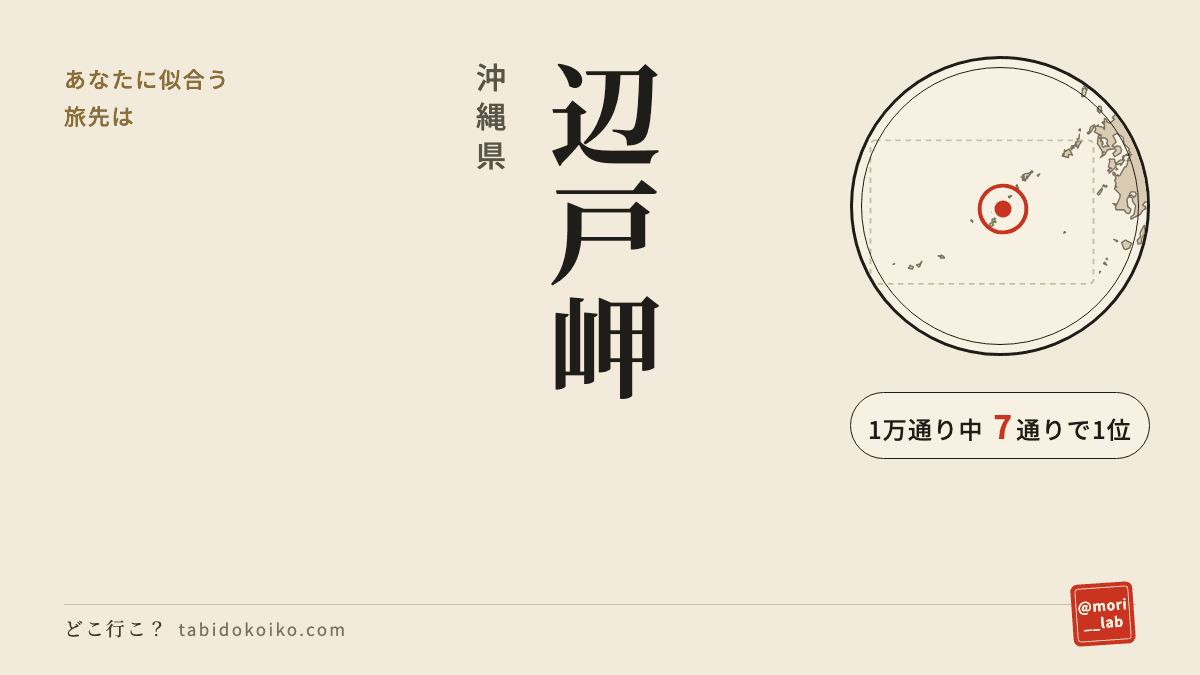 あなたに似合う
旅先は
辺戸岬
沖縄県
1万通り中 7通りで1位
どこ行こ？ tabidokoiko.com
@mori
__lab